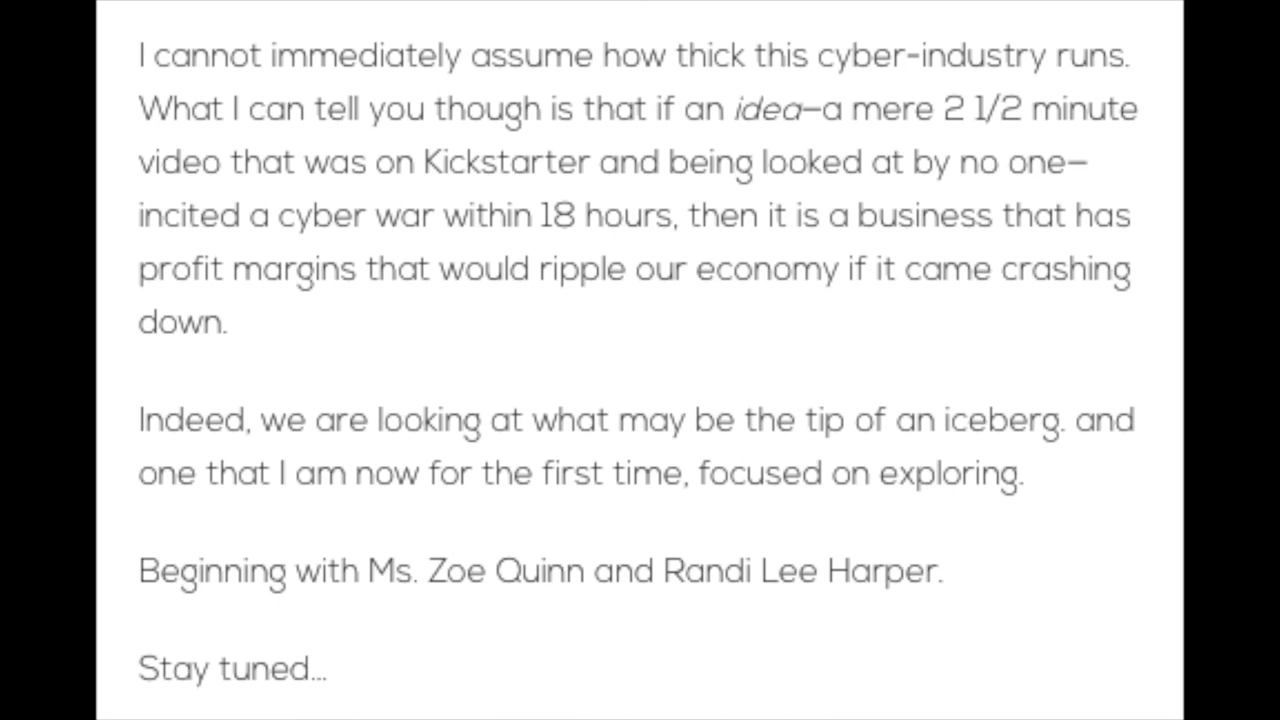 I cannot immediately assume how thick this cyber-industry runs.
What I can tell you though is that if an idea—a mere 2 1/2 minute
video that was on Kickstarter and being looked at by no one—
incited a cyber war within 18 hours, then it is a business that has
profit margins that would ripple our economy if it came crashing
down.
Indeed, we are looking at what may be the tip of an iceberg. and
one that I am now for the first time, focused on exploring.
Beginning with Ms. Zoe Quinn and Randi Lee Harper.
Stay tuned...